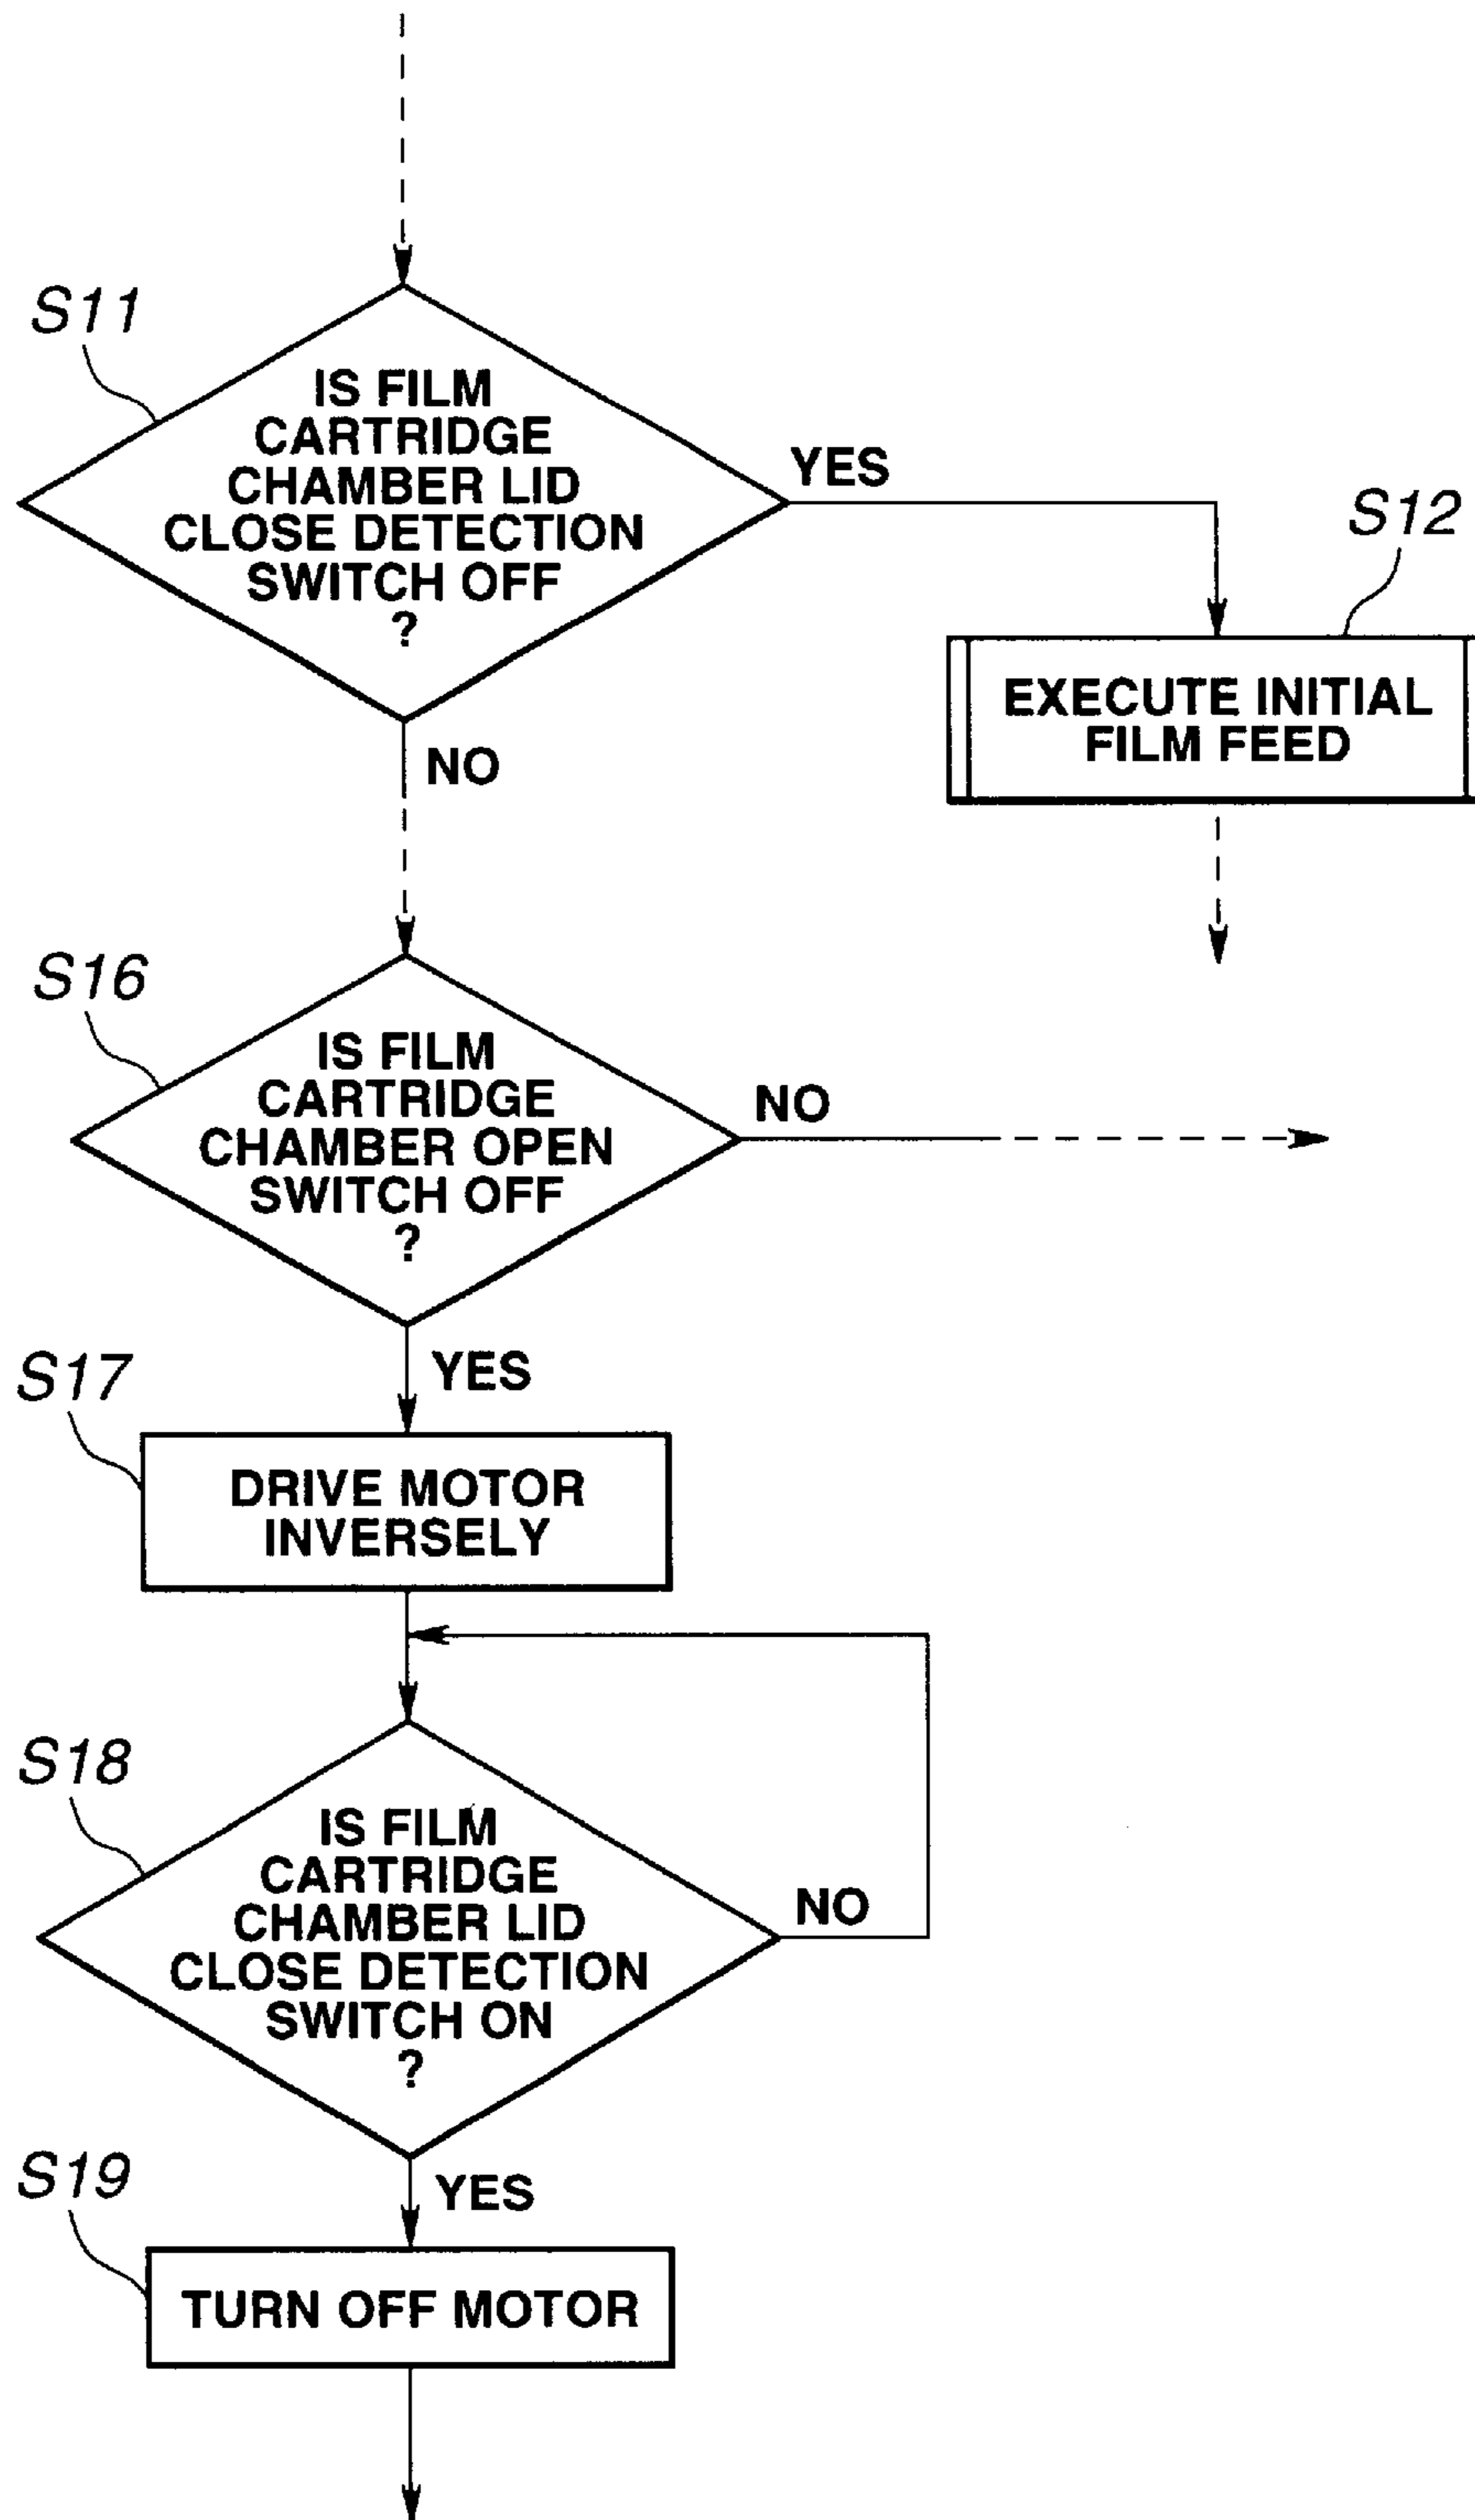 S11
IS FILM
CARTRIDGE
CHAMBER LID
CLOSE DETECTION
SWITCH OFF
?
YES
S12
EXECUTE INITIAL
FILM FEED
NO
S16
IS FILM
CARTRIDGE
CHAMBER OPEN
SWITCH OFF
?
NO
YES
S17
DRIVE MOTOR
INVERSELY
S18
IS FILM
CARTRIDGE
CHAMBER LID
CLOSE DETECTION
SWITCH ON
?
NO
YES
S19
TURN OFF MOTOR